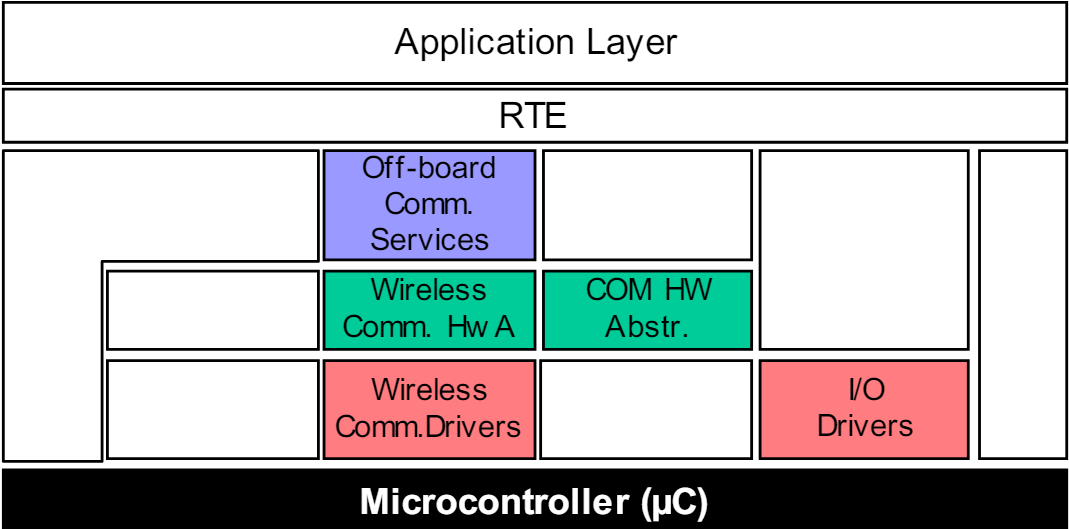 Application Layer
RTE
Off-board
Comm.
Services
Wireless
Comm. Hw A
COM HW
Abstr.
Wireless
Comm.Drivers
I/O
Drivers
Microcontroller (µC)